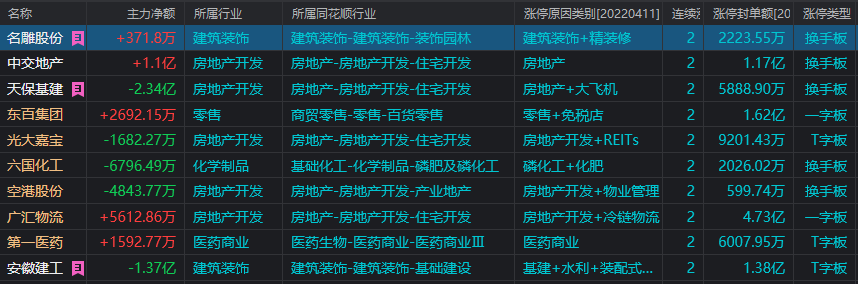 名称 主力净额 所属行业 所属同花顺行业 涨停原因类别[20220411] 连续 涨停封单额[20 涨停类型
名雕股份 +371.8万 建筑装饰 建筑装饰-建筑装饰-装饰园林 建筑装饰+精装修 2 2223.55万 换手板
中交地产 +1.1亿 房地产开发 房地产-房地产开发-住宅开发 房地产 2 1.17亿 换手板
天保基建 -2.34亿 房地产开发 房地产-房地产开发-住宅开发 房地产+大飞机 2 5888.90万 换手板
东百集团 +2692.15万 零售 商贸零售-零售-百货零售 零售+免税店 2 1.62亿 一字板
光大嘉宝 -1682.27万 房地产开发 房地产-房地产开发-住宅开发 房地产开发+REITs 2 9201.43万 T字板
六国化工 -6796.49万 化学制品 基础化工-化学制品-磷肥及磷化工 磷化工+化肥 2 2026.02万 换手板
空港股份 -4843.77万 房地产开发 房地产-房地产开发-产业地产 房地产开发+物业管理 2 599.74万 换手板
广汇物流 +5612.86万 房地产开发 房地产-房地产开发-住宅开发 房地产开发+冷链物流 2 4.73亿 一字板
第一医药 +1592.77万 医药商业 医药生物-医药商业-医药商业Ⅲ 医药商业 2 6007.95万 T字板
安徽建工 -1.37亿 建筑装饰 建筑装饰-建筑装饰-基础建设 基建+水利+装配式... 2 1.38亿 T字板